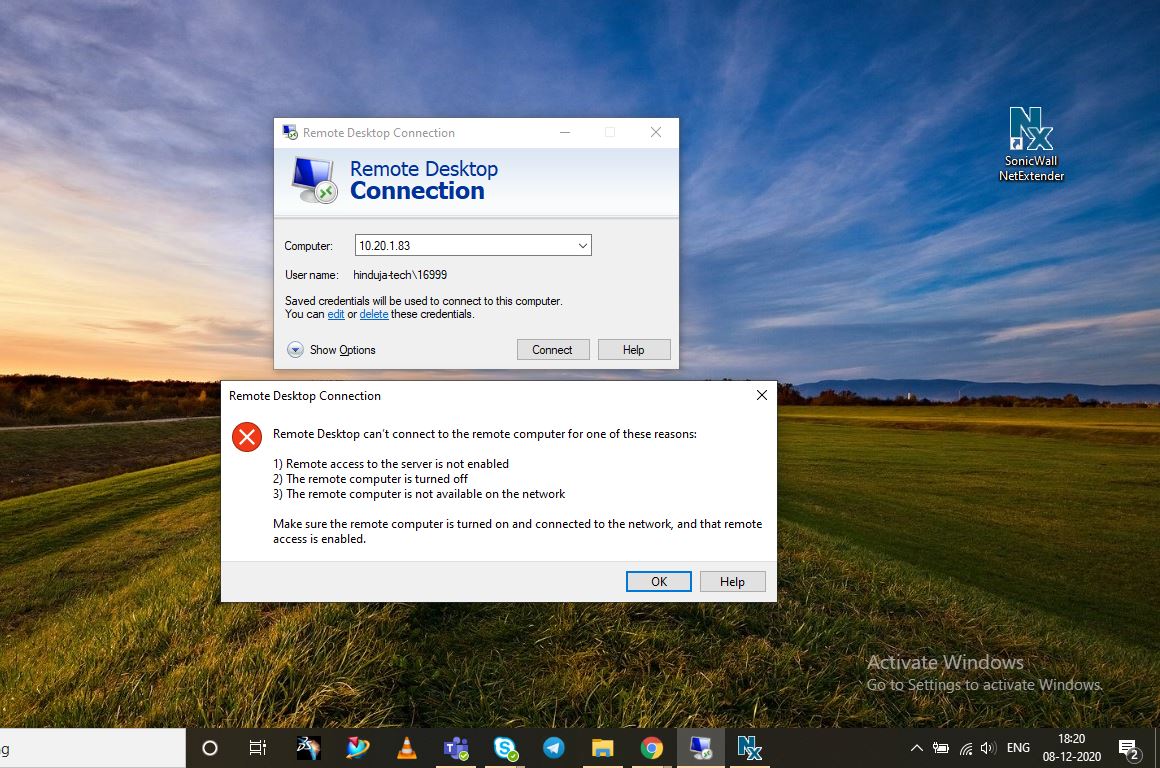 Remote Desktop Connection
Remote Desktop
Connection
Computer: 10.20.1.83
User name: hinduja-tech\16999
Saved credentials will be used to connect to this computer.
You can edit or delete these credentials.
Show Options Connect Help
SonicWall
NetExtender
Remote Desktop Connection
Remote Desktop can't connect to the remote computer for one of these reasons:
1) Remote access to the server is not enabled
2) The remote computer is turned off
3) The remote computer is not available on the network
Make sure the remote computer is turned on and connected to the network, and that remote
access is enabled.
OK Help
Activate Windows
Go to Settings to activate Windows.
ENG
18:20
08-12-2020
2